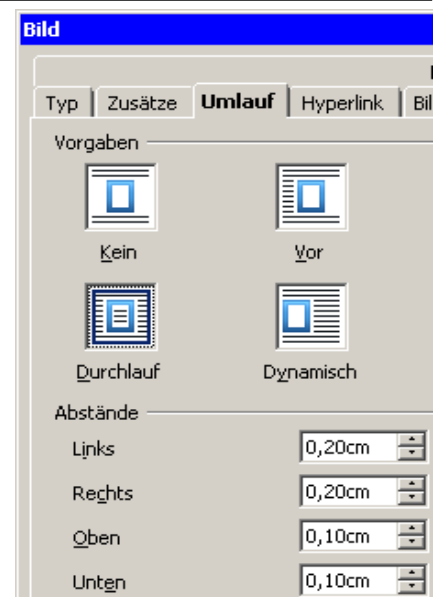 Bild
Typ Zusätze Umlauf Hyperlink
Vorgaben
Kein Vor
Durchlauf Dynamisch
Abstände
Links 0,20cm
Rechts 0,20cm
Oben 0,10cm
Unten 0,10cm